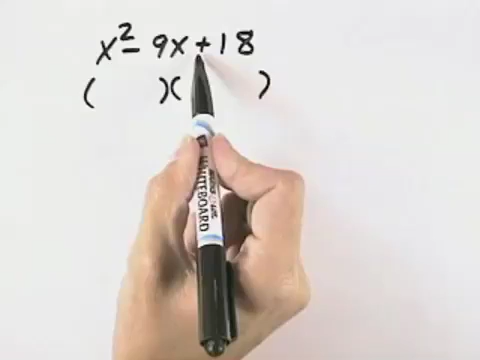 x² - 9x + 18
( )( )
WHITEBOARD